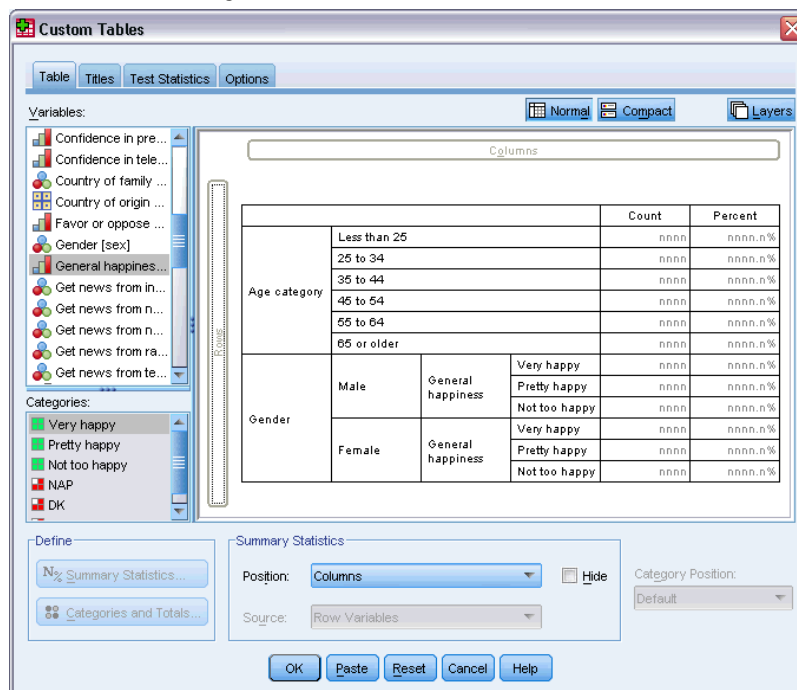 Custom Tables
Table Titles Test Statistics Options
Variables:
Normal Compact Layers
Confidence in pre...
Confidence in tele...
Country of family ...
Country of origin ...
Favor or oppose ...
Gender [sex]
General happines...
Get news from in...
Get news from n...
Get news from n...
Get news from ra...
Get news from te...
Categories:
Very happy
Pretty happy
Not too happy
NAP
DK
Columns
Rows
Count Percent
Age category
Less than 25 nnnn nnnn.n%
25 to 34 nnnn nnnn.n%
35 to 44 nnnn nnnn.n%
45 to 54 nnnn nnnn.n%
55 to 64 nnnn nnnn.n%
65 or older nnnn nnnn.n%
Gender
Male
General
happiness
Very happy nnnn nnnn.n%
Pretty happy nnnn nnnn.n%
Not too happy nnnn nnnn.n%
Female
General
happiness
Very happy nnnn nnnn.n%
Pretty happy nnnn nnnn.n%
Not too happy nnnn nnnn.n%
Define
N% Summary Statistics...
Categories and Totals...
Summary Statistics
Position: Columns Hide
Source: Row Variables
Category Position:
Default
OK Paste Reset Cancel Help